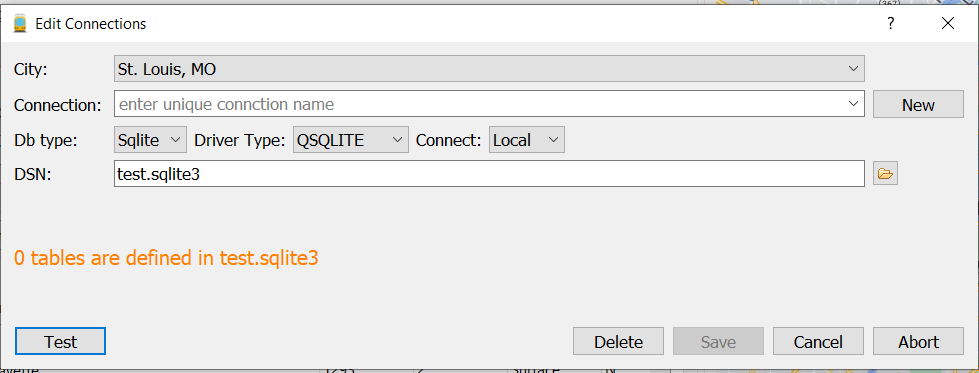 (367)
Edit Connections ?
City: St. Louis, MO
Connection: enter unique connction name New
Db type: Sqlite Driver Type: QSQLITE Connect: Local
DSN: test.sqlite3
0 tables are defined in test.sqlite3
Test Delete Save Cancel Abort